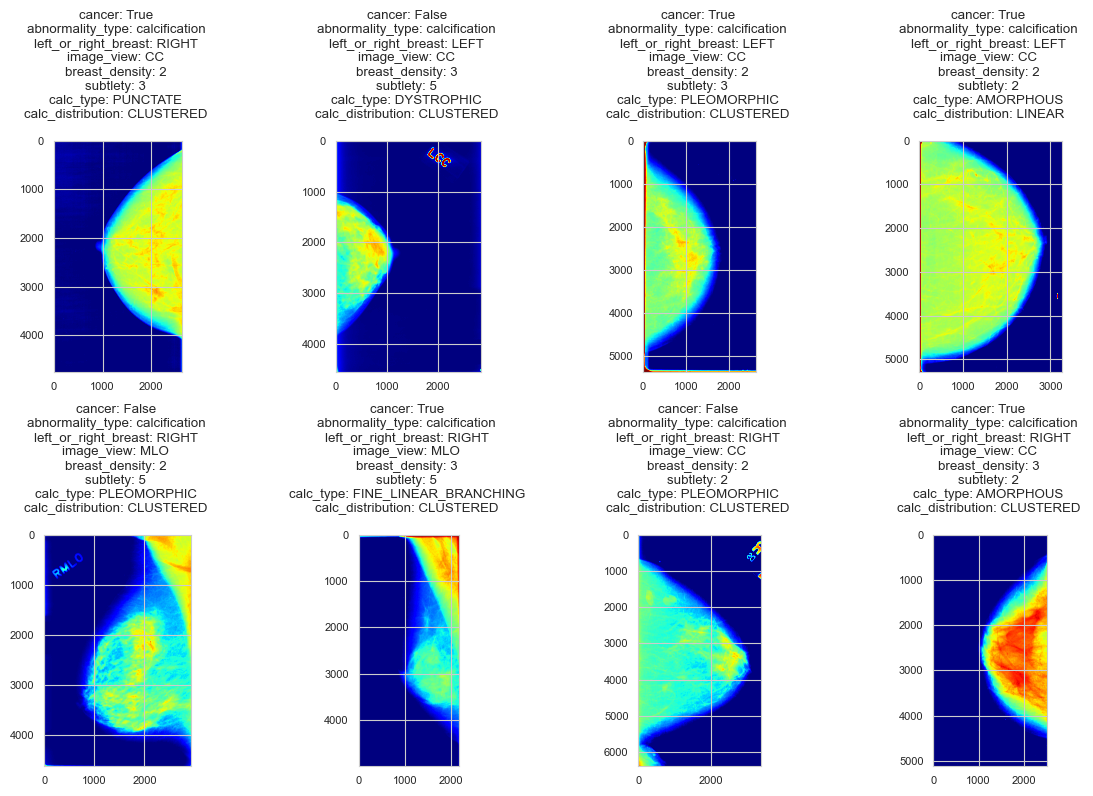 cancer: True
abnormality_type: calcification
left_or_right_breast: RIGHT
image_view: CC
breast_density: 2
subtlety: 3
calc_type: PUNCTATE
calc_distribution: CLUSTERED
0
1000
2000
3000
4000
0 2000
cancer: False
abnormality_type: calcification
left_or_right_breast: LEFT
image_view: CC
breast_density: 3
subtlety: 5
calc_type: DYSTROPHIC
calc_distribution: CLUSTERED
LCC
0
1000
2000
3000
4000
0 1000 2000
cancer: True
abnormality_type: calcification
left_or_right_breast: LEFT
image_view: CC
breast_density: 2
subtlety: 3
calc_type: PLEOMORPHIC
calc_distribution: CLUSTERED
0
1000
2000
3000
4000
5000
0 1000 2000
cancer: True
abnormality_type: calcification
left_or_right_breast: LEFT
image_view: CC
breast_density: 2
subtlety: 2
calc_type: AMORPHOUS
calc_distribution: LINEAR
0
1000
2000
3000
4000
5000
0 1000 2000 3000
cancer: False
abnormality_type: calcification
left_or_right_breast: RIGHT
image_view: MLO
breast_density: 2
subtlety: 5
calc_type: PLEOMORPHIC
calc_distribution: CLUSTERED
RMLO
0
1000
2000
3000
4000
0 1000 2000
cancer: True
abnormality_type: calcification
left_or_right_breast: RIGHT
image_view: MLO
breast_density: 3
subtlety: 5
calc_type: FINE_LINEAR_BRANCHING
calc_distribution: CLUSTERED
0
1000
2000
3000
4000
0 1000 2000
cancer: False
abnormality_type: calcification
left_or_right_breast: RIGHT
image_view: CC
breast_density: 2
subtlety: 2
calc_type: PLEOMORPHIC
calc_distribution: CLUSTERED
0
1000
2000
3000
4000
5000
6000
0 2000
cancer: True
abnormality_type: calcification
left_or_right_breast: RIGHT
image_view: CC
breast_density: 3
subtlety: 2
calc_type: AMORPHOUS
calc_distribution: CLUSTERED
0
1000
2000
3000
4000
5000
0 1000 2000